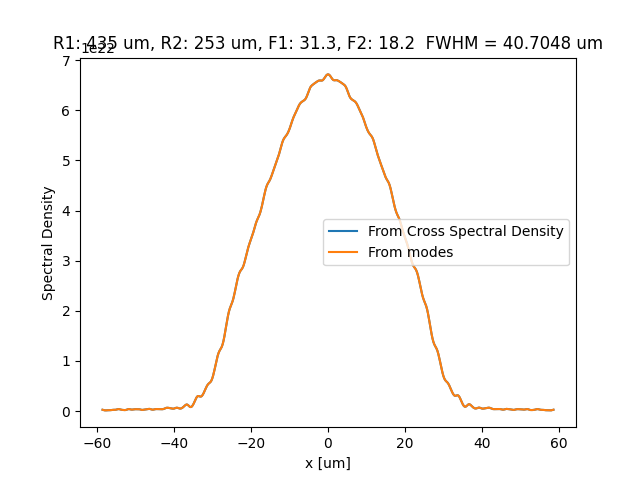 R1: 435 um, R2: 253 um, F1: 31.3, F2: 18.2  FWHM = 40.7048 um
1e22
7
6
5
4
3
2
1
0
Spectral Density
From Cross Spectral Density
From modes
−60 −40 −20 0 20 40 60
x [um]